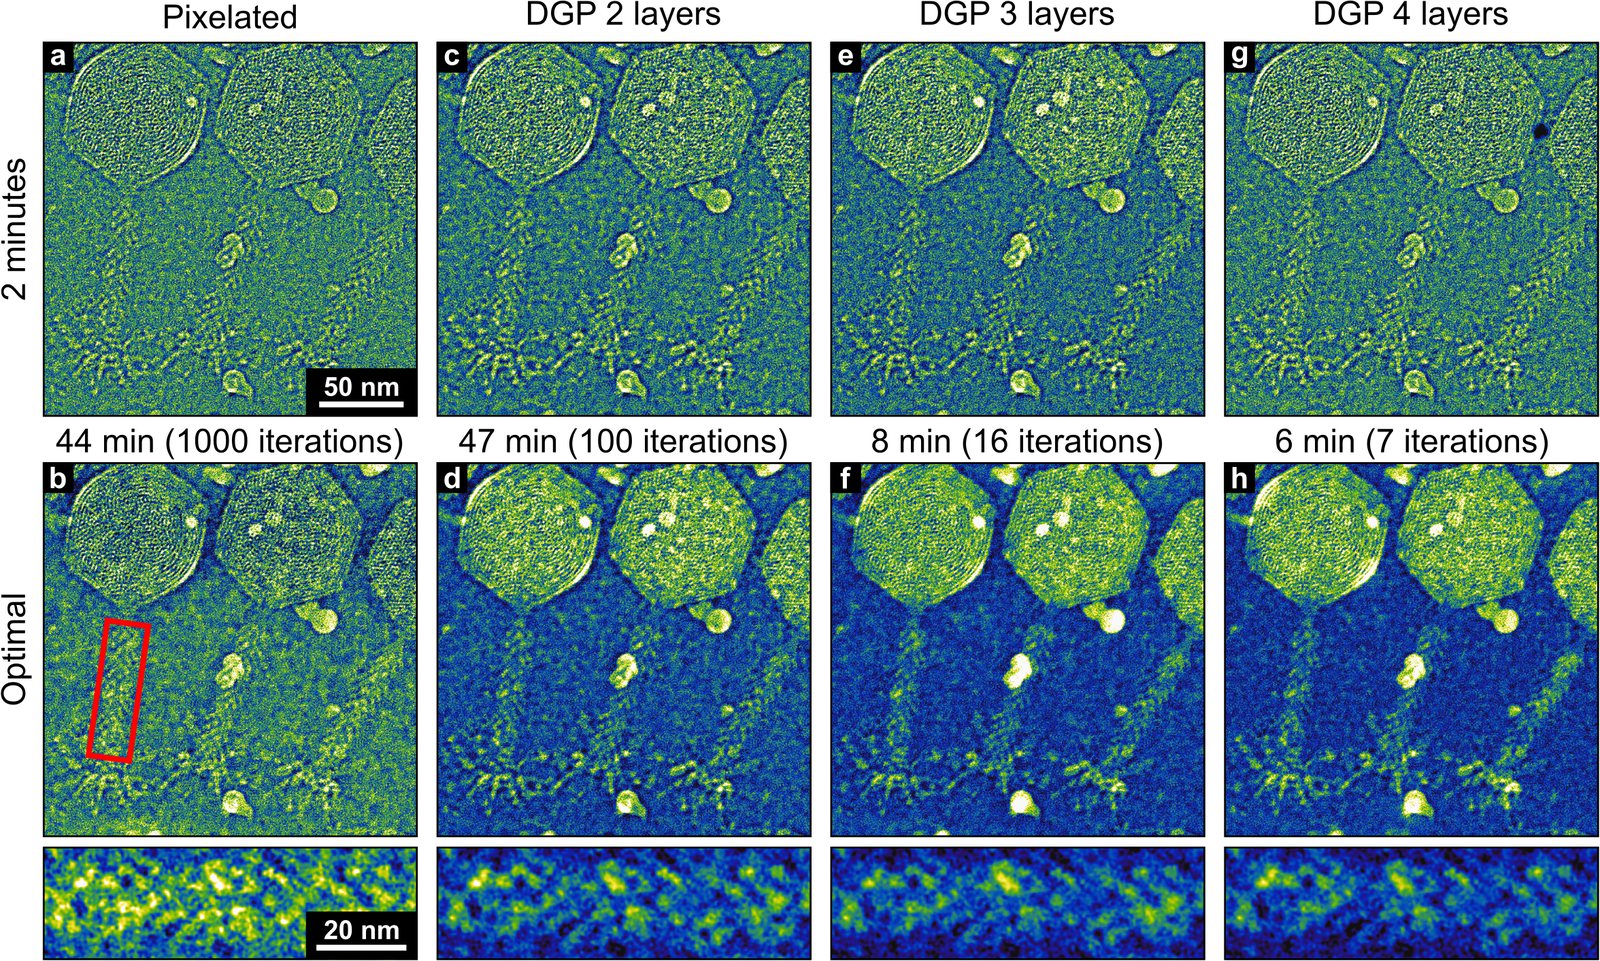 Pixelated
DGP 2 layers
DGP 3 layers
DGP 4 layers
2 minutes
a
c
e
g
50 nm
44 min (1000 iterations)
47 min (100 iterations)
8 min (16 iterations)
6 min (7 iterations)
Optimal
b
d
f
h
20 nm